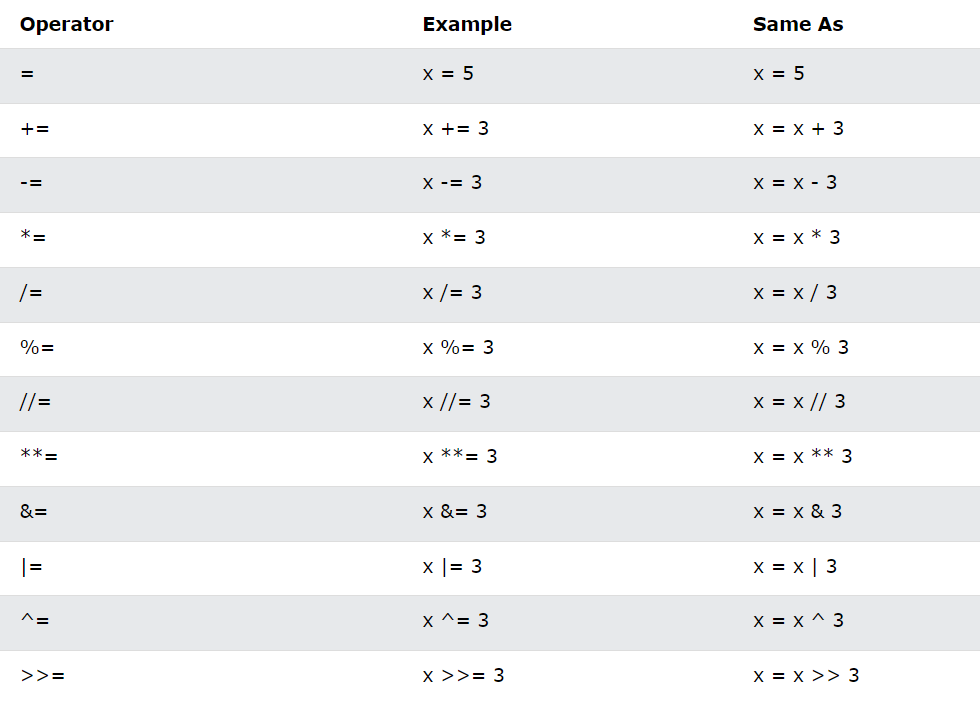 Operator Example Same As
= x = 5 x = 5
+= x += 3 x = x + 3
-= x -= 3 x = x - 3
*= x *= 3 x = x * 3
/= x /= 3 x = x / 3
%= x %= 3 x = x % 3
//= x //= 3 x = x // 3
**= x **= 3 x = x ** 3
&= x &= 3 x = x & 3
|= x |= 3 x = x | 3
^= x ^= 3 x = x ^ 3
>>= x >>= 3 x = x >> 3